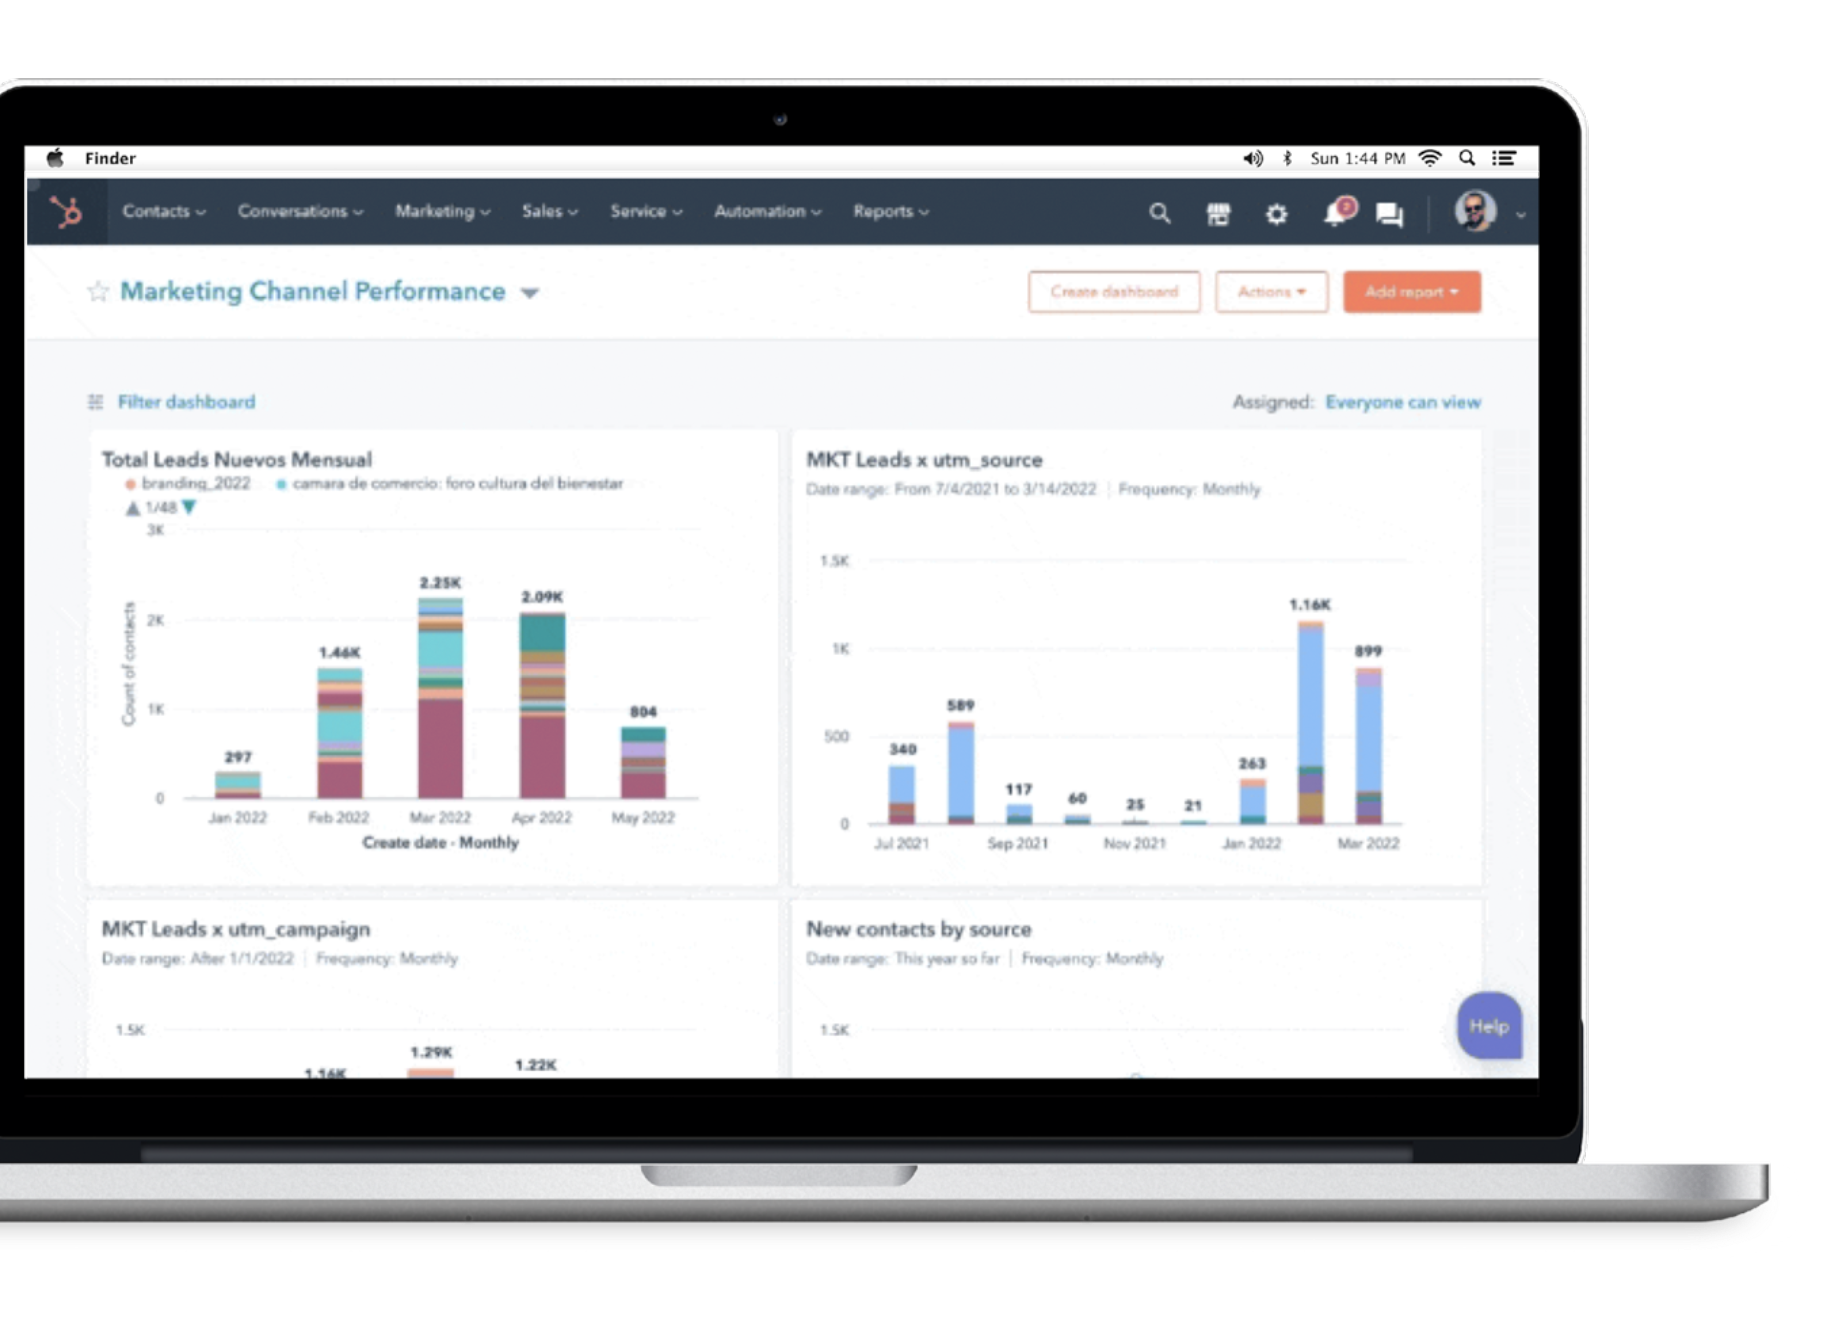 Finder Sun 1:44 PM
Contacts Conversations Marketing Sales Service Automation Reports
Marketing Channel Performance Create dashboard Actions Add report
Filter dashboard Assigned: Everyone can view
Total Leads Nuevos Mensual
branding_2022 camara de comercio: foro cultura del bienestar
1/48
3K
2.25K
2.09K
2K
1.46K
Count of contacts
1K
804
297
0
Jan 2022 Feb 2022 Mar 2022 Apr 2022 May 2022
Create date - Monthly
MKT Leads x utm_source
Date range: From 7/4/2021 to 3/14/2022 | Frequency: Monthly
1.5K
1.16K
1K
899
589
500
340
263
117
60
25
21
0
Jul 2021 Sep 2021 Nov 2021 Jan 2022 Mar 2022
MKT Leads x utm_campaign
Date range: After 1/1/2022 | Frequency: Monthly
1.5K
1.29K
1.22K
1.16K
New contacts by source
Date range: This year so far | Frequency: Monthly
1.5K
Help